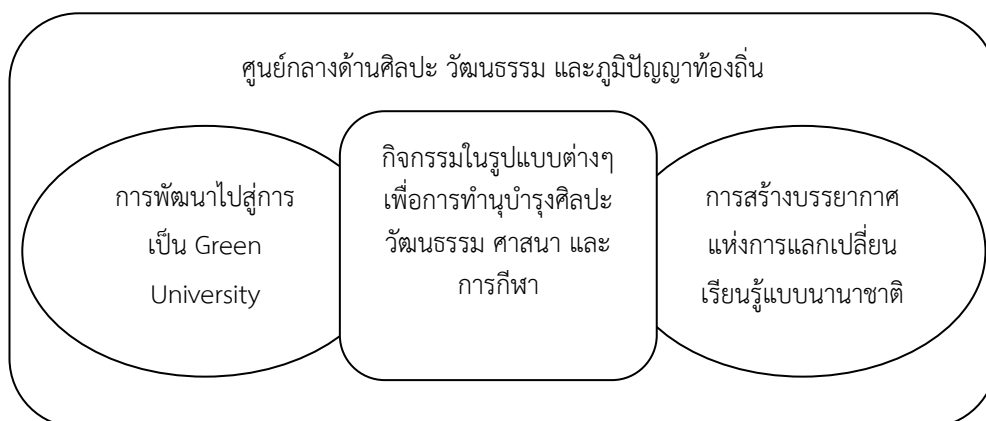 ศูนย์กลางด้านศิลปะ วัฒนธรรม และภูมิปัญญาท้องถิ่น
การพัฒนาไปสู่การ
เป็น Green
University
กิจกรรมในรูปแบบต่างๆ
เพื่อการทำนุบำรุงศิลปะ
วัฒนธรรม ศาสนา และ
การกีฬา
การสร้างบรรยากาศ
แห่งการแลกเปลี่ยน
เรียนรู้แบบนานาชาติ